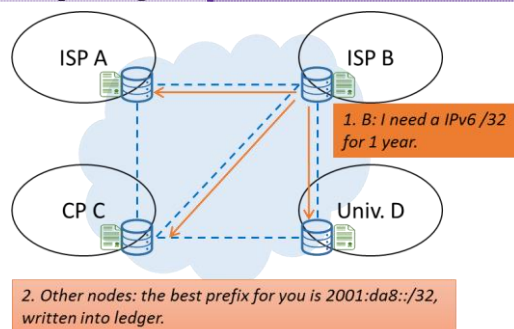 ISP A
ISP B
1. B: I need a IPv6 /32
for 1 year.
CP C
Univ. D
2. Other nodes: the best prefix for you is 2001:da8::/32,
written into ledger.